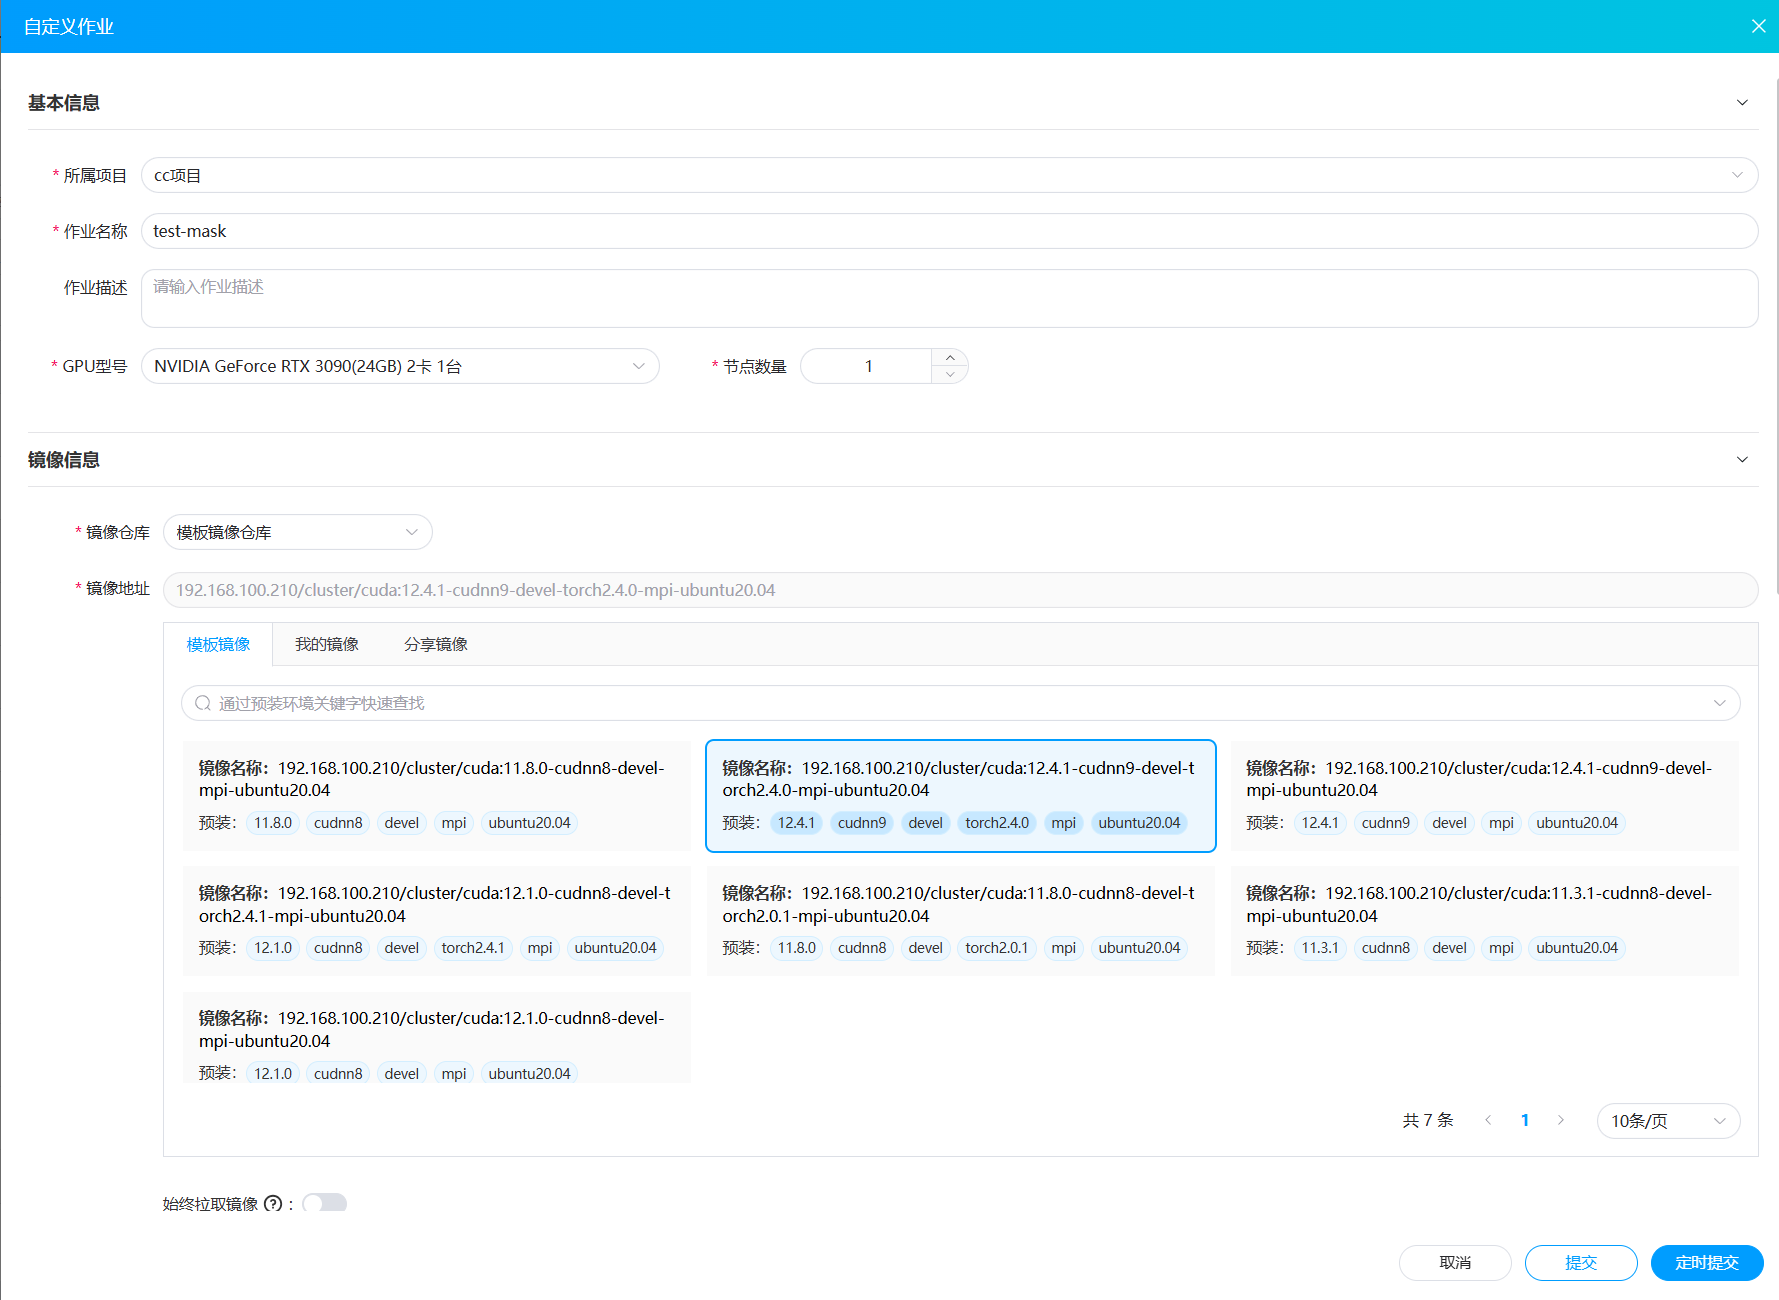 自定义作业
基本信息
* 所属项目 cc项目
* 作业名称 test-mask
作业描述 请输入作业描述
* GPU型号 NVIDIA GeForce RTX 3090(24GB) 2卡 1台 * 节点数量 1
镜像信息
* 镜像仓库 模板镜像仓库
* 镜像地址 192.168.100.210/cluster/cuda:12.4.1-cudnn9-devel-torch2.4.0-mpi-ubuntu20.04
模板镜像 我的镜像 分享镜像
通过预装环境关键字快速查找
镜像名称：192.168.100.210/cluster/cuda:11.8.0-cudnn8-devel-
mpi-ubuntu20.04
预装： 11.8.0 cudnn8 devel mpi ubuntu20.04
镜像名称：192.168.100.210/cluster/cuda:12.4.1-cudnn9-devel-t
orch2.4.0-mpi-ubuntu20.04
预装： 12.4.1 cudnn9 devel torch2.4.0 mpi ubuntu20.04
镜像名称：192.168.100.210/cluster/cuda:12.4.1-cudnn9-devel-
mpi-ubuntu20.04
预装： 12.4.1 cudnn9 devel mpi ubuntu20.04
镜像名称：192.168.100.210/cluster/cuda:12.1.0-cudnn8-devel-t
orch2.4.1-mpi-ubuntu20.04
预装： 12.1.0 cudnn8 devel torch2.4.1 mpi ubuntu20.04
镜像名称：192.168.100.210/cluster/cuda:11.8.0-cudnn8-devel-t
orch2.0.1-mpi-ubuntu20.04
预装： 11.8.0 cudnn8 devel torch2.0.1 mpi ubuntu20.04
镜像名称：192.168.100.210/cluster/cuda:11.3.1-cudnn8-devel-
mpi-ubuntu20.04
预装： 11.3.1 cudnn8 devel mpi ubuntu20.04
镜像名称：192.168.100.210/cluster/cuda:12.1.0-cudnn8-devel-
mpi-ubuntu20.04
预装： 12.1.0 cudnn8 devel mpi ubuntu20.04
共 7 条 1 10条/页
始终拉取镜像 ? :
取消 提交 定时提交